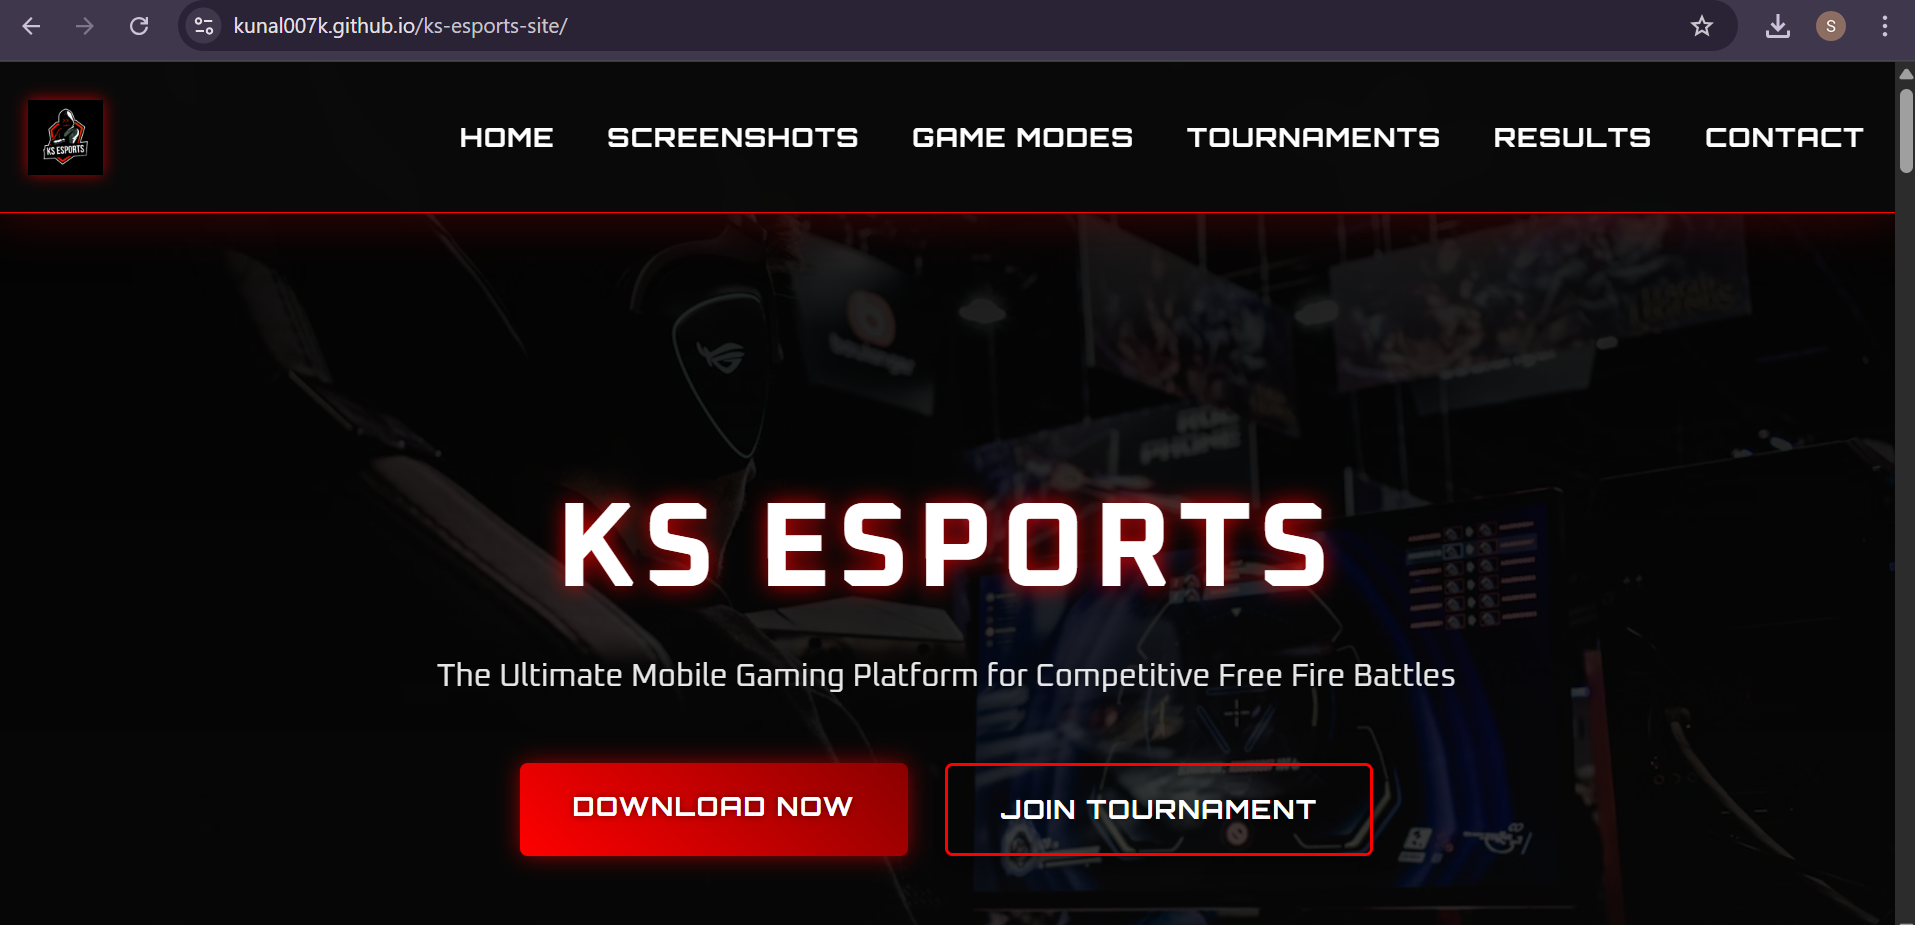 kunal007k.github.io/ks-esports-site/
S
KS ESPORTS
HOME SCREENSHOTS GAME MODES TOURNAMENTS RESULTS CONTACT
PHONE
KS ESPORTS
The Ultimate Mobile Gaming Platform for Competitive Free Fire Battles
DOWNLOAD NOW JOIN TOURNAMENT